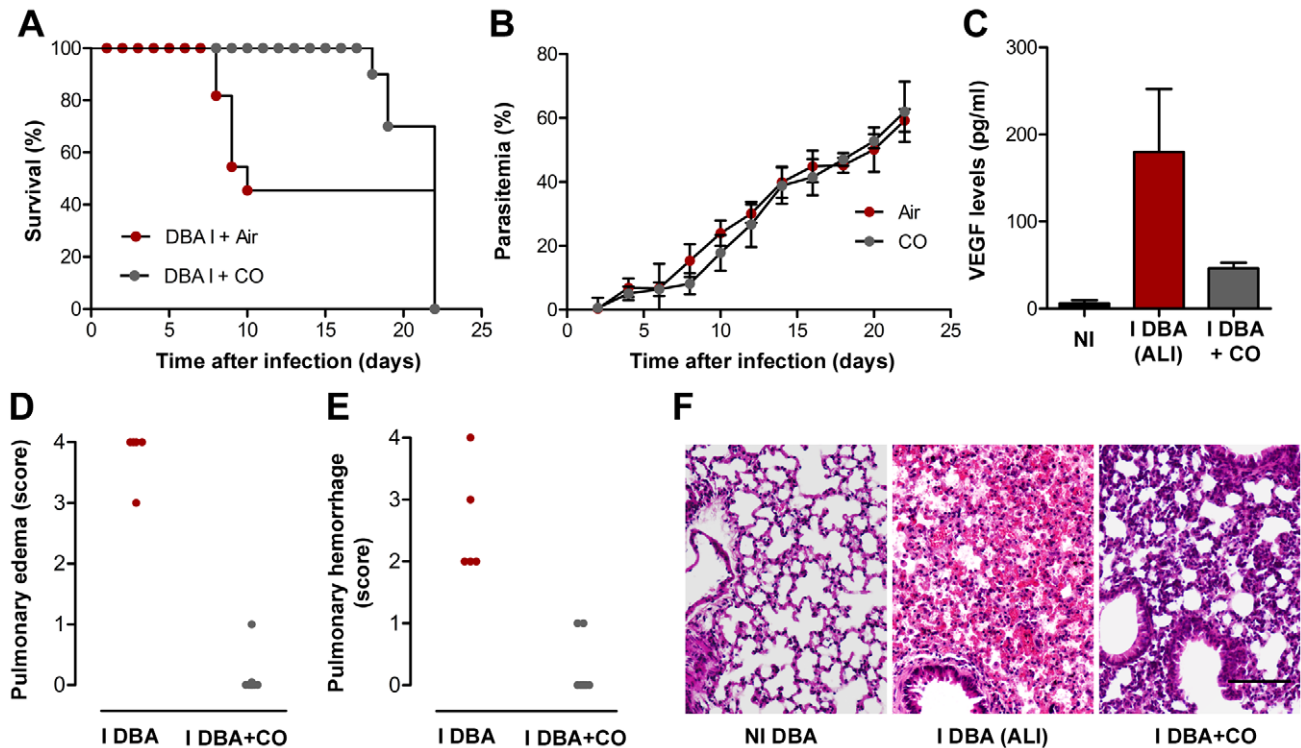 A
Survival (%)
100
80
60
40
20
0
0 5 10 15 20 25
DBA I + Air
DBA I + CO
Time after infection (days)
B
Parasitemia (%)
80
60
40
20
0
0 5 10 15 20 25
Air
CO
Time after infection (days)
C
VEGF levels (pg/ml)
300
200
100
0
NI
I DBA
(ALI)
I DBA
+ CO
D
Pulmonary edema (score)
4
3
2
1
0
I DBA I DBA+CO
E
Pulmonary hemorrhage
(score)
4
3
2
1
0
I DBA I DBA+CO
F
NI DBA I DBA (ALI) I DBA+CO